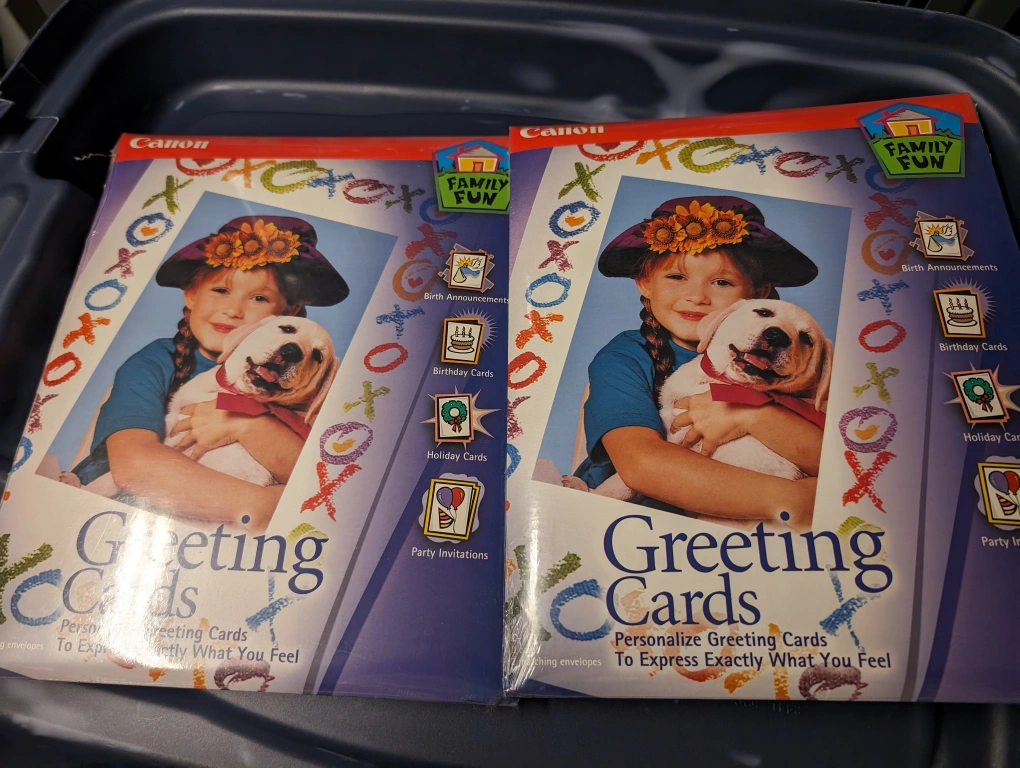 Canon
FAMILY
FUN
Birth Announcements
Birthday Cards
Holiday Cards
Party Invitations
Greeting
Cards
Greeting Cards
To Exactly What You Feel
envelopes
Canon
FAMILY
FUN
Birth Announcements
Birthday Cards
Holiday
Party
Greeting
Cards
Personalize Greeting Cards
To Express Exactly What You Feel
envelopes